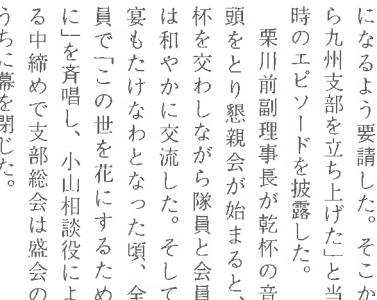 になるよう要請した。そこか
ら九州支部を立ち上げた」と当
時のエピソードを披露した。
栗川前副理事長が乾杯の音
頭をとり懇親会が始まると、
杯を交わしながら隊員と会員
は和やかに交流した。そして
宴もたけなわとなった頃、全
員で「この世を花にするため
に」を斉唱し、小山相談役によ
る中締めで支部総会は盛会の
うちに幕を閉じた。